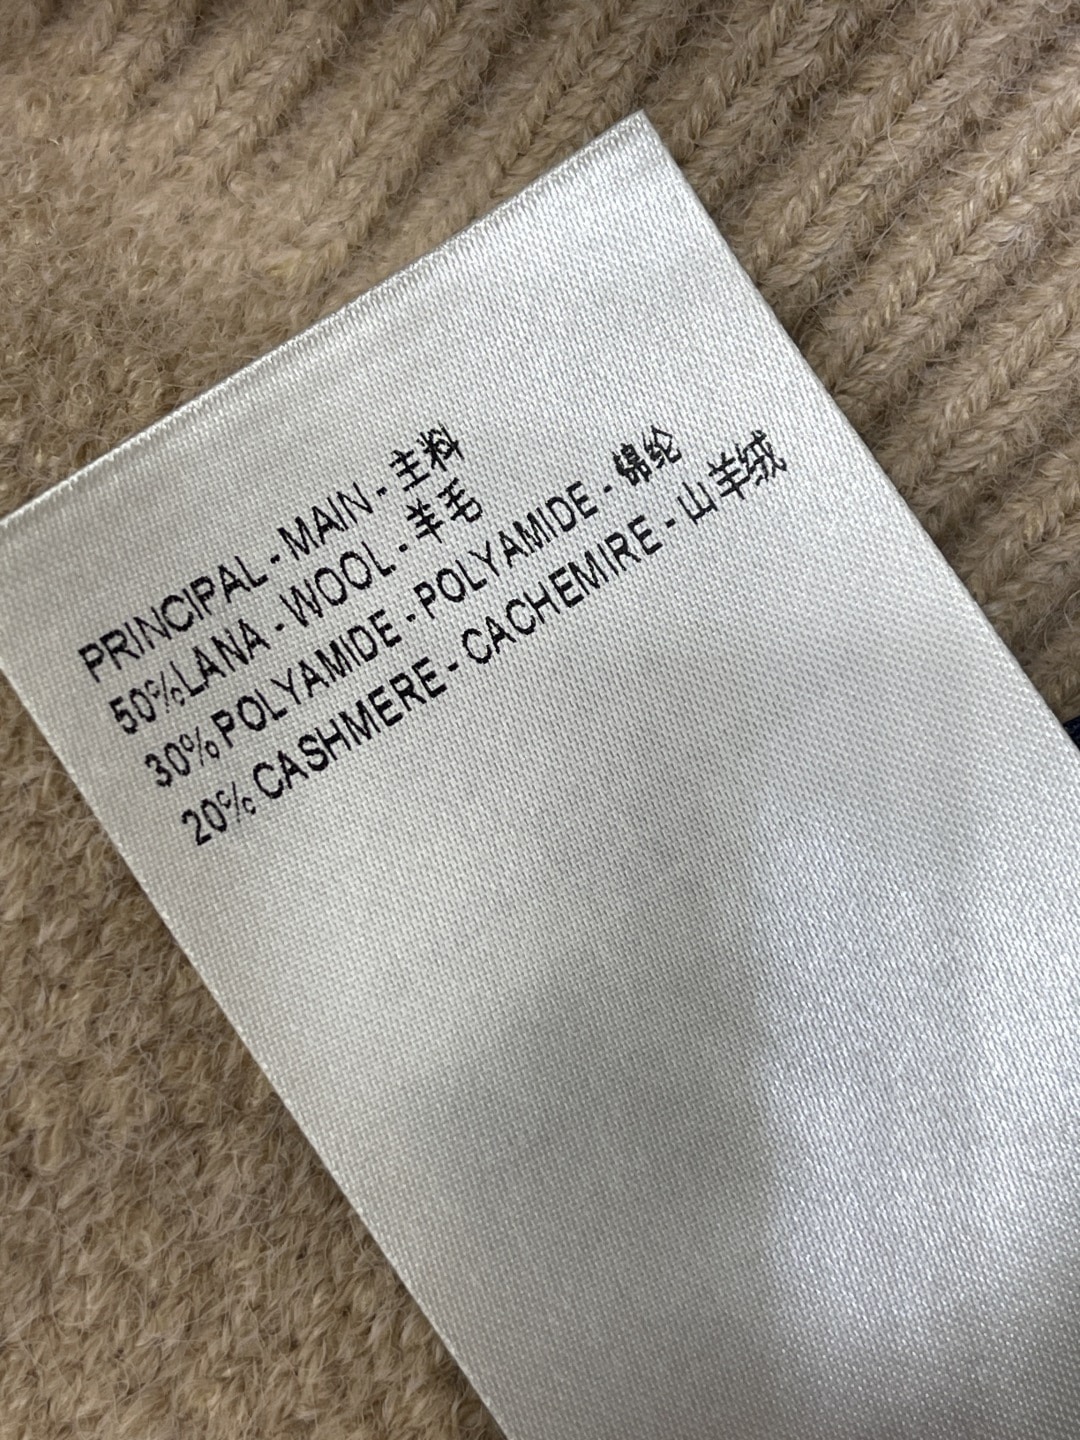 PRINCIPAL - MAIN - 主料
50%LANA - WOOL - 羊毛
30% POLYAMIDE - POLYAMIDE - 锦纶
20% CASHMERE - CACHEMIRE - 山羊绒